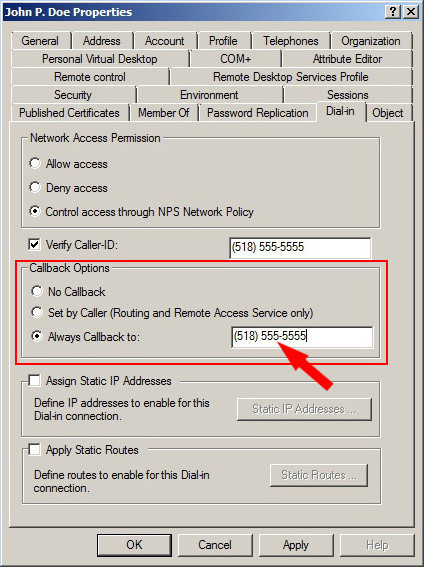 John P. Doe Properties
General Address Account Profile Telephones Organization
Personal Virtual Desktop COM+ Attribute Editor
Remote control Remote Desktop Services Profile
Security Environment Sessions
Published Certificates Member Of Password Replication Dial-in Object
Network Access Permission
Allow access
Deny access
Control access through NPS Network Policy
Verify Caller-ID: (518) 555-5555
Callback Options
No Callback
Set by Caller (Routing and Remote Access Service only)
Always Callback to: (518) 555-5555
Assign Static IP Addresses
Define IP addresses to enable for this
Dial-in connection.
Static IP Addresses ...
Apply Static Routes
Define routes to enable for this Dial-in
connection.
Static Routes ...
OK Cancel Apply Help